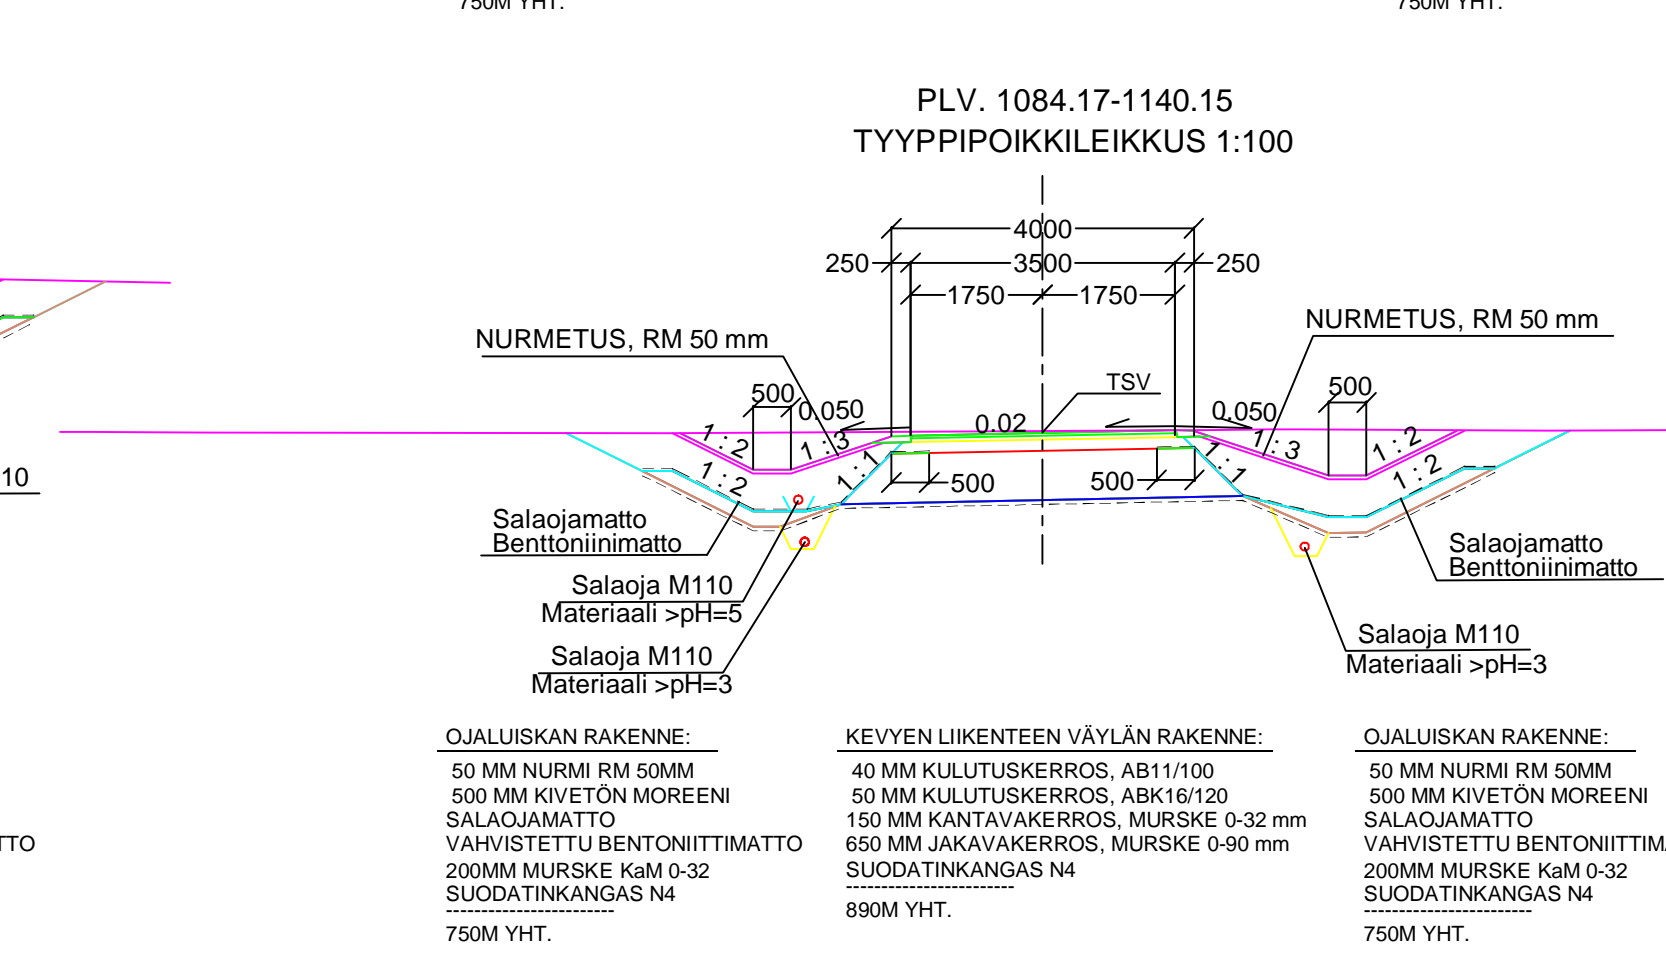 750M YHT.
750M YHT.
PLV. 1084.17-1140.15
TYYPPIPOIKKILEIKKUS 1:100
4000
250
3500
250
1750
1750
NURMETUS, RM 50 mm
NURMETUS, RM 50 mm
TSV
500
0.050
0.02
0.050
500
1 : 2
1 : 3
1 : 3
1 : 2
1 : 2
1 : 1
1 : 1
1 : 2
500
500
10
Salaojamatto
Benttoniinimatto
Salaojamatto
Benttoniinimatto
Salaoja M110
Materiaali >pH=5
Salaoja M110
Materiaali >pH=3
Salaoja M110
Materiaali >pH=3
TTO
OJALUISKAN RAKENNE:
50 MM NURMI RM 50MM
500 MM KIVETÖN MOREENI
SALAOJAMATTO
VAHVISTETTU BENTONIITTIMATTO
200MM MURSKE KaM 0-32
SUODATINKANGAS N4
------------------------
750M YHT.
KEVYEN LIIKENTEEN VÄYLÄN RAKENNE:
40 MM KULUTUSKERROS, AB11/100
50 MM KULUTUSKERROS, ABK16/120
150 MM KANTAVAKERROS, MURSKE 0-32 mm
650 MM JAKAVAKERROS, MURSKE 0-90 mm
SUODATINKANGAS N4
------------------------
890M YHT.
OJALUISKAN RAKENNE:
50 MM NURMI RM 50MM
500 MM KIVETÖN MOREENI
SALAOJAMATTO
VAHVISTETTU BENTONIITTIM
200MM MURSKE KaM 0-32
SUODATINKANGAS N4
------------------------
750M YHT.